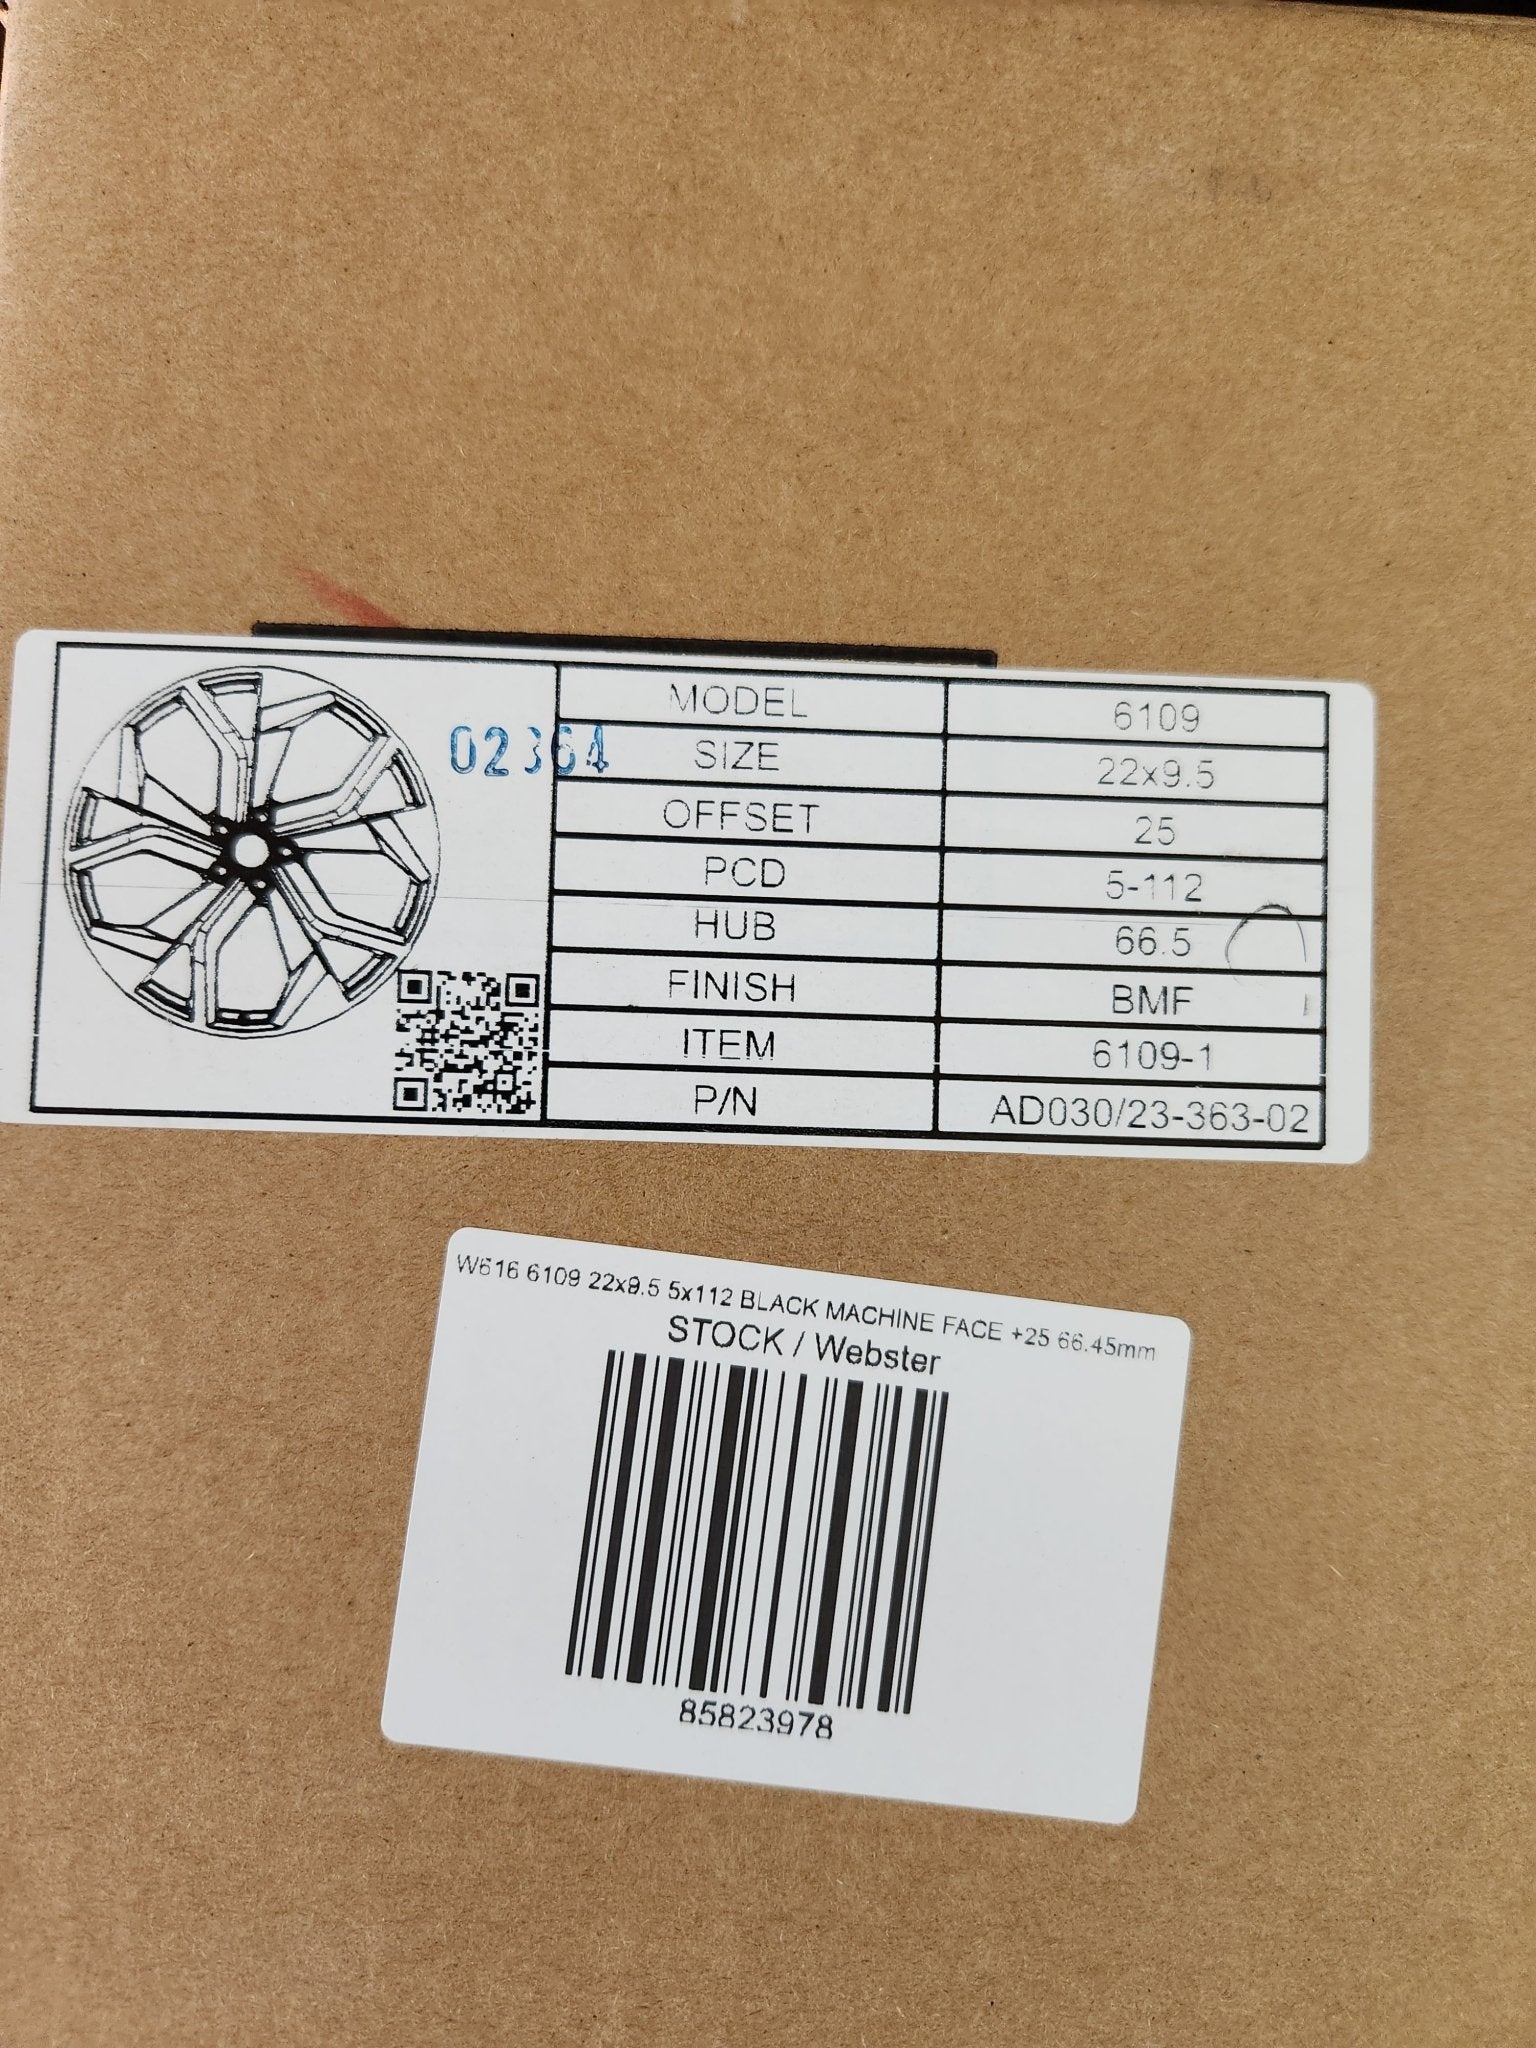 02364
MODEL 6109
SIZE 22x9.5
OFFSET 25
PCD 5-112
HUB 66.5
FINISH BMF
ITEM 6109-1
P/N AD030/23-363-02
W616 6109 22x9.5 5x112 BLACK MACHINE FACE +25 66.45mm
STOCK / Webster
85823978